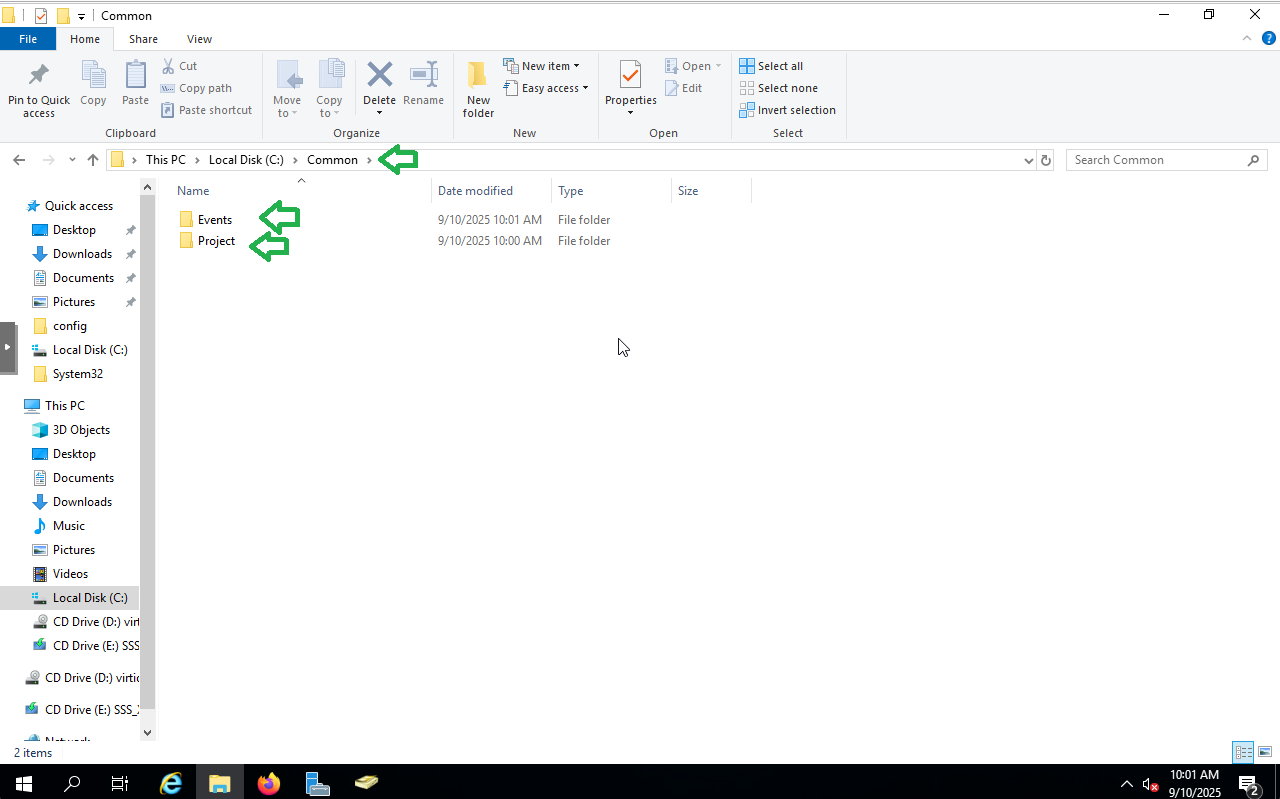 Common
File Home Share View
Pin to Quick access
Copy
Paste
Cut
Copy path
Paste shortcut
Clipboard
Move to
Copy to
Delete
Rename
Organize
New folder
New item
Easy access
New
Properties
Open
Edit
Open
Select all
Select none
Invert selection
Select
This PC Local Disk (C:) Common
Search Common
Name Date modified Type Size
Events 9/10/2025 10:01 AM File folder
Project 9/10/2025 10:00 AM File folder
Quick access
Desktop
Downloads
Documents
Pictures
config
Local Disk (C:)
System32
This PC
3D Objects
Desktop
Documents
Downloads
Music
Pictures
Videos
Local Disk (C:)
CD Drive (D:) virt
CD Drive (E:) SSS
CD Drive (D:) virtio
CD Drive (E:) SSS_X
Network
2 items
10:01 AM
9/10/2025
2